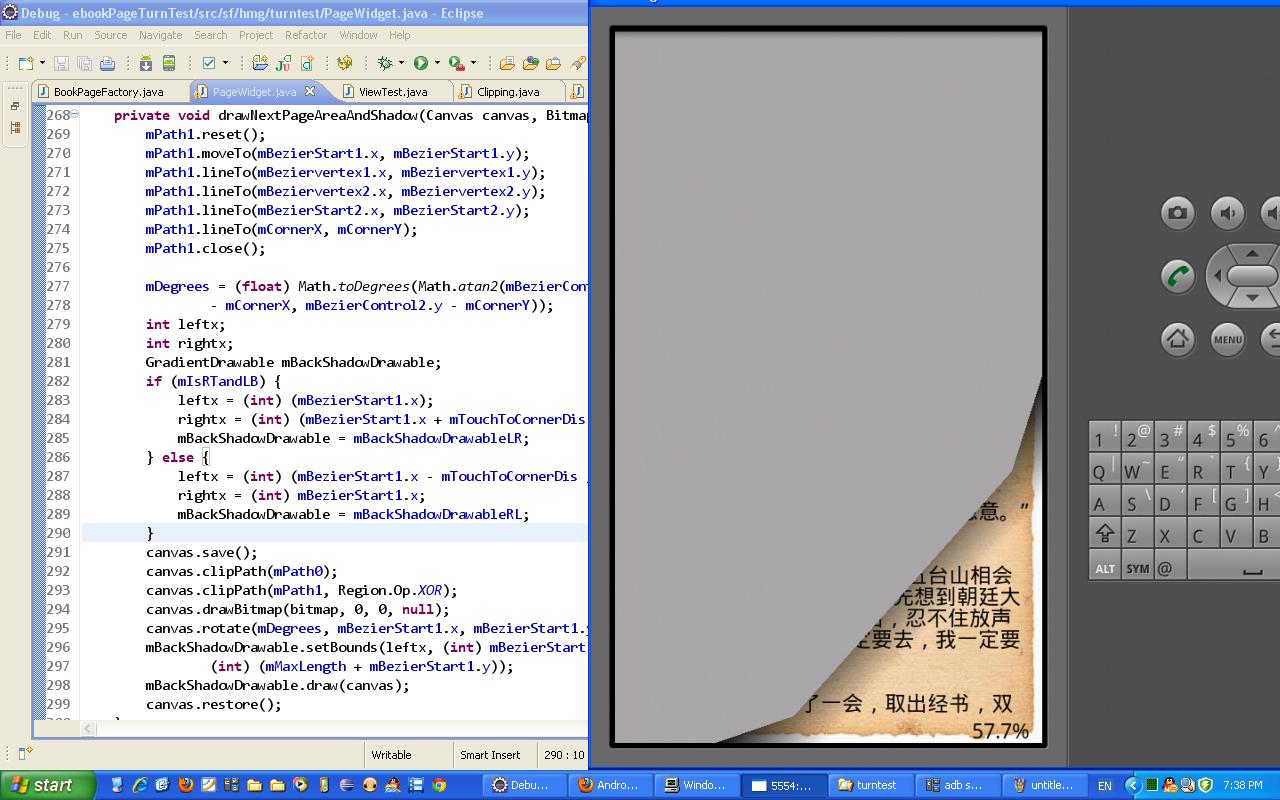 Debug - ebookPageTurnTest/src/sf/hmg/turntest/PageWidget.java - Eclipse
File Edit Run Source Navigate Search Project Refactor Window Help
BookPageFactory.java PageWidget.java ViewTest.java Clipping.java
268 private void drawNextPageAreaAndShadow(Canvas canvas, Bitmap
269 mPath1.reset();
270 mPath1.moveTo(mBezierStart1.x, mBezierStart1.y);
271 mPath1.lineTo(mBeziervertex1.x, mBeziervertex1.y);
272 mPath1.lineTo(mBeziervertex2.x, mBeziervertex2.y);
273 mPath1.lineTo(mBezierStart2.x, mBezierStart2.y);
274 mPath1.lineTo(mCornerX, mCornerY);
275 mPath1.close();
276
277 mDegrees = (float) Math.toDegrees(Math.atan2(mBezierCont
278 - mCornerX, mBezierControl2.y - mCornerY));
279 int leftx;
280 int rightx;
281 GradientDrawable mBackShadowDrawable;
282 if (mIsRTandLB) {
283 leftx = (int) (mBezierStart1.x);
284 rightx = (int) (mBezierStart1.x + mTouchToCornerDis
285 mBackShadowDrawable = mBackShadowDrawableLR;
286 } else {
287 leftx = (int) (mBezierStart1.x - mTouchToCornerDis /
288 rightx = (int) mBezierStart1.x;
289 mBackShadowDrawable = mBackShadowDrawableRL;
290 }
291 canvas.save();
292 canvas.clipPath(mPath0);
293 canvas.clipPath(mPath1, Region.Op.XOR);
294 canvas.drawBitmap(bitmap, 0, 0, null);
295 canvas.rotate(mDegrees, mBezierStart1.x, mBezierStart1.y
296 mBackShadowDrawable.setBounds(leftx, (int) mBezierStart
297 (int) (mMaxLength + mBezierStart1.y));
298 mBackShadowDrawable.draw(canvas);
299 canvas.restore();
Writable Smart Insert 290 : 10
意。”
台山相会
先想到朝廷大
，忍不住放声
定要去，我一定要
了一会，取出经书，双
57.7%
MENU
1 ! 2 @ 3 # 4 $ 5 % 6 ^
Q | W ~ E “ R ` T { Y }
A S \ D ‘ F [ G ] H
Z X C V B
ALT SYM @
start Debu... Andro... Windo... 5554:... turntest adb s... untitle... EN 7:38 PM